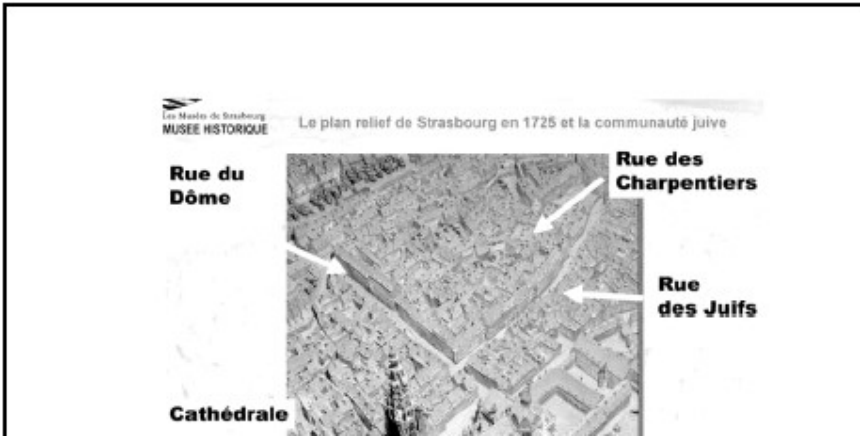 Les Musées de Strasbourg
MUSEE HISTORIQUE
Le plan relief de Strasbourg en 1725 et la communauté juive
Rue du
Dôme
Rue des
Charpentiers
Rue
des Juifs
Cathédrale